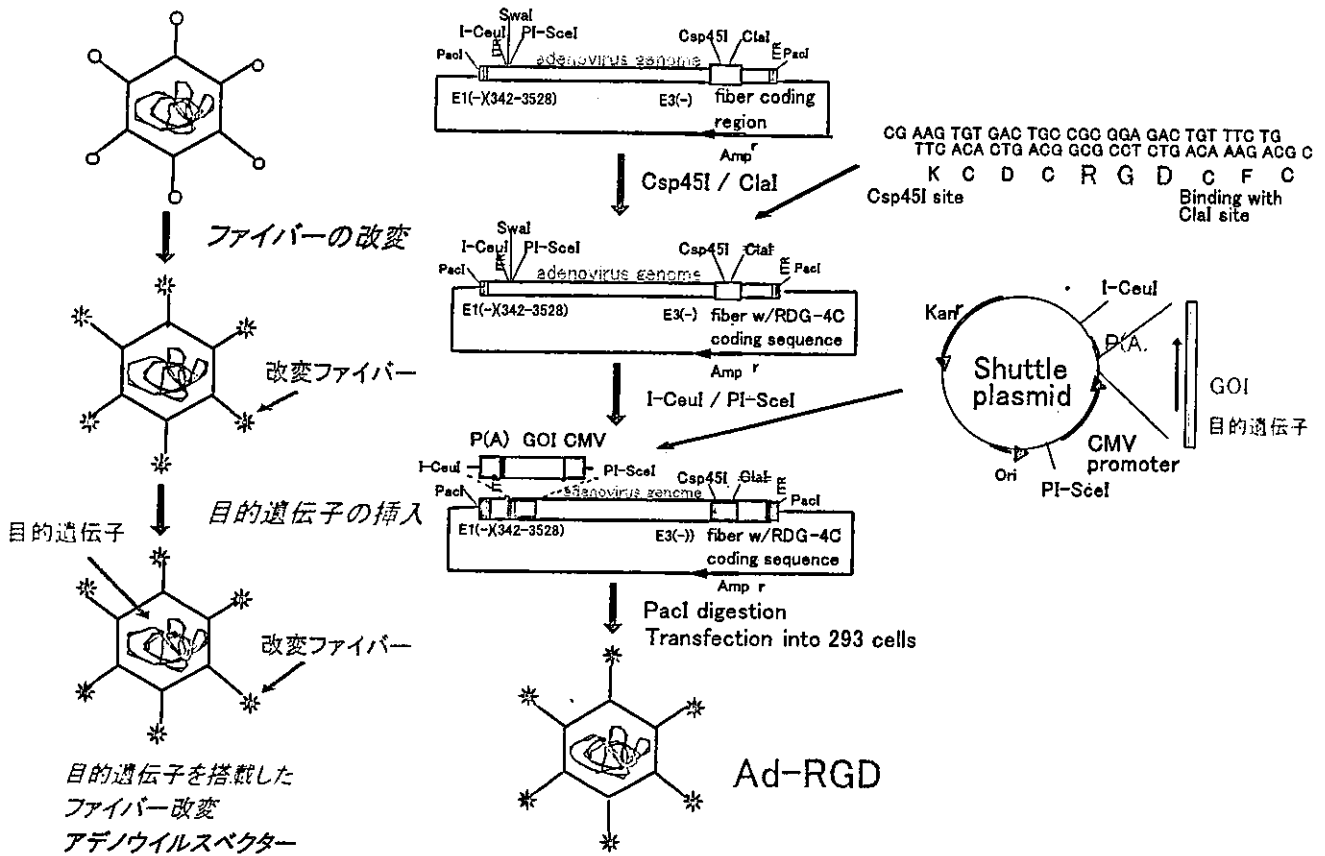 ファイバーの改変
改変ファイバー
目的遺伝子の挿入
目的遺伝子
改変ファイバー
目的遺伝子を搭載した
ファイバー改変
アデノウイルスベクター
SwaI
I-CeuI PI-SceI
PacI ITR
adenovirus genome
Csp45I ClaI
ITR PacI
E1(-)(342-3528)
E3(-)
fiber coding
region
Amp r
Csp45I / ClaI
CG AAG TGT GAC TGC CGC GGA GAC TGT TTC TG
TTC ACA CTG ACG GCG CCT CTG ACA AAG ACG C
K C D C R G D C F C
Csp45I site
Binding with
ClaI site
SwaI
I-CeuI PI-SceI
PacI ITR
adenovirus genome
Csp45I ClaI
ITR PacI
E1(-)(342-3528)
E3(-)
fiber w/RDG-4C
coding sequence
Amp r
I-CeuI / PI-SceI
Kan r
I-CeuI
P(A.
Shuttle
plasmid
GOI
目的遺伝子
CMV
promoter
Ori
PI-SceI
P(A) GOI CMV
I-CeuI
PI-SceI
PacI ITR
adenovirus genome
Csp45I ClaI
ITR PacI
E1(-)(342-3528)
E3(-))
fiber w/RDG-4C
coding sequence
Amp r
PacI digestion
Transfection into 293 cells
Ad-RGD